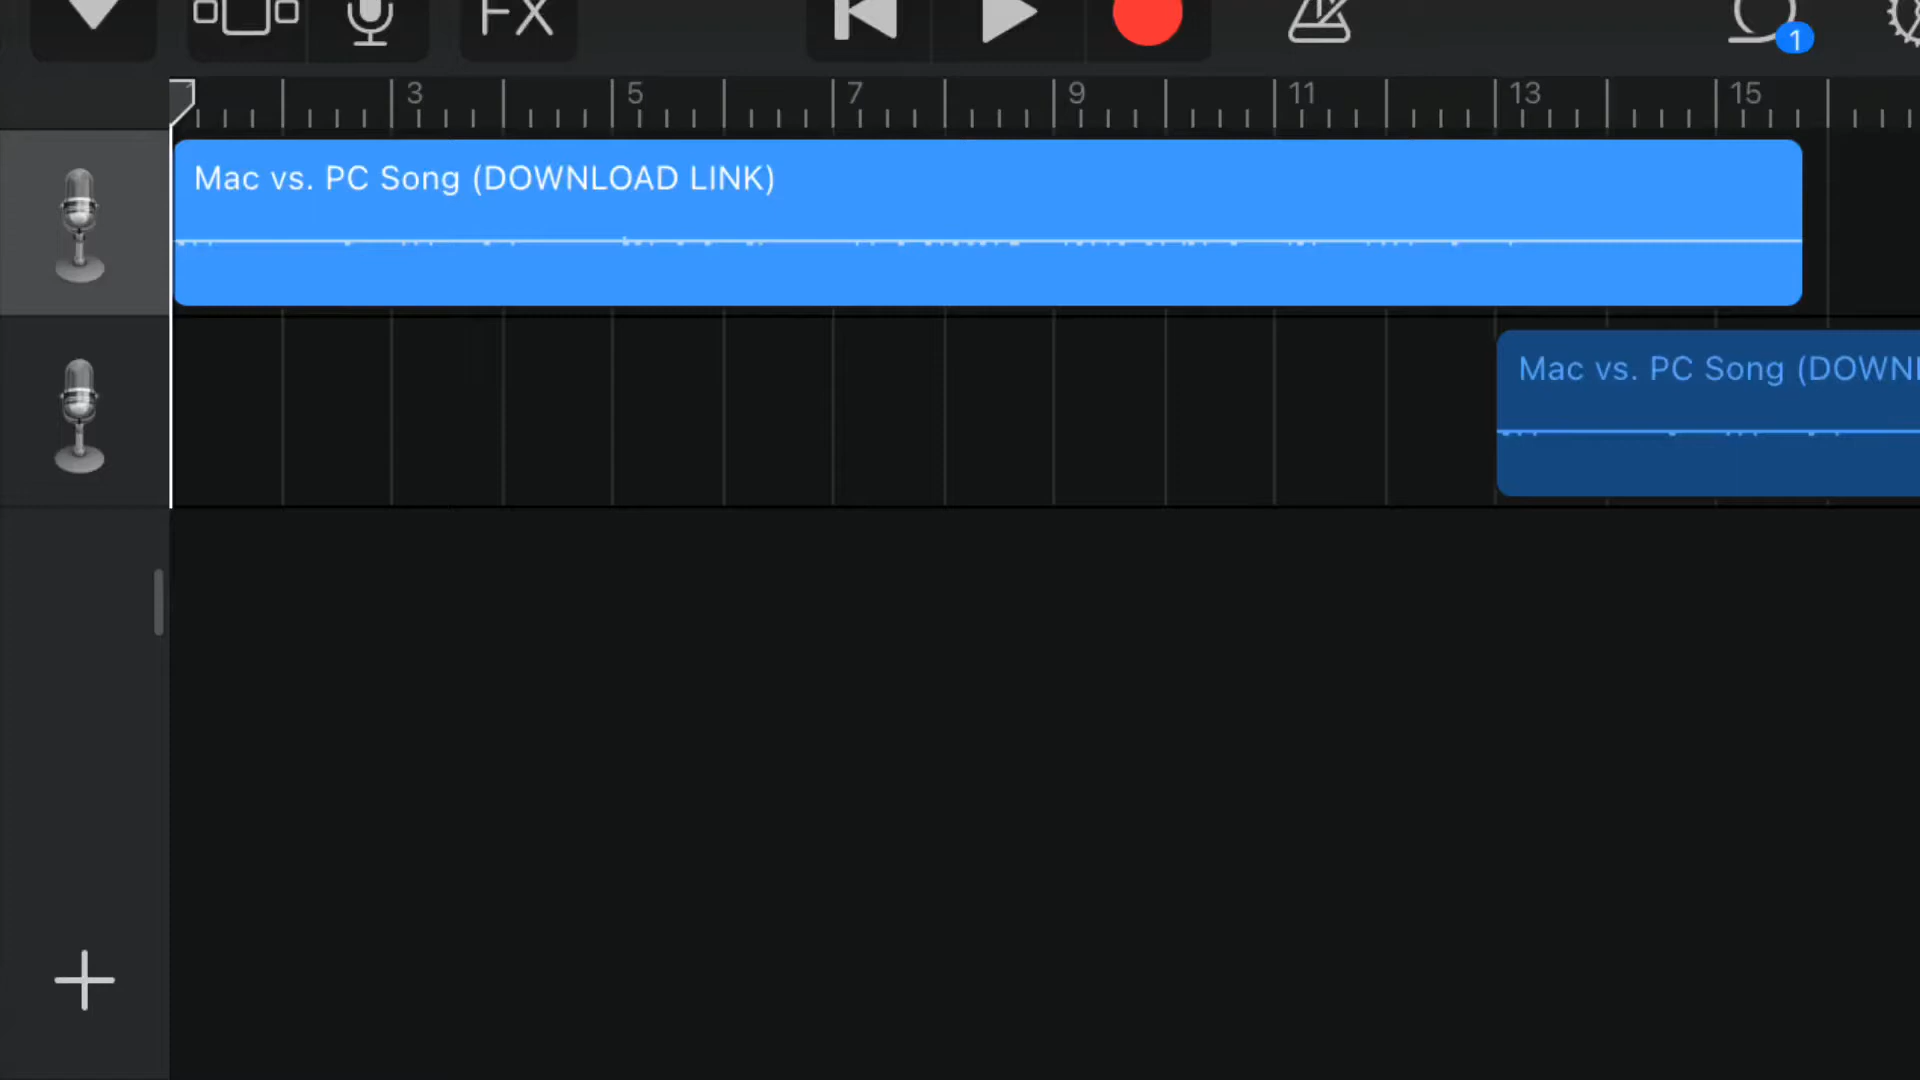 FX
1
3 5 7 9 11 13 15
Mac vs. PC Song (DOWNLOAD LINK)
Mac vs. PC Song (DOWN